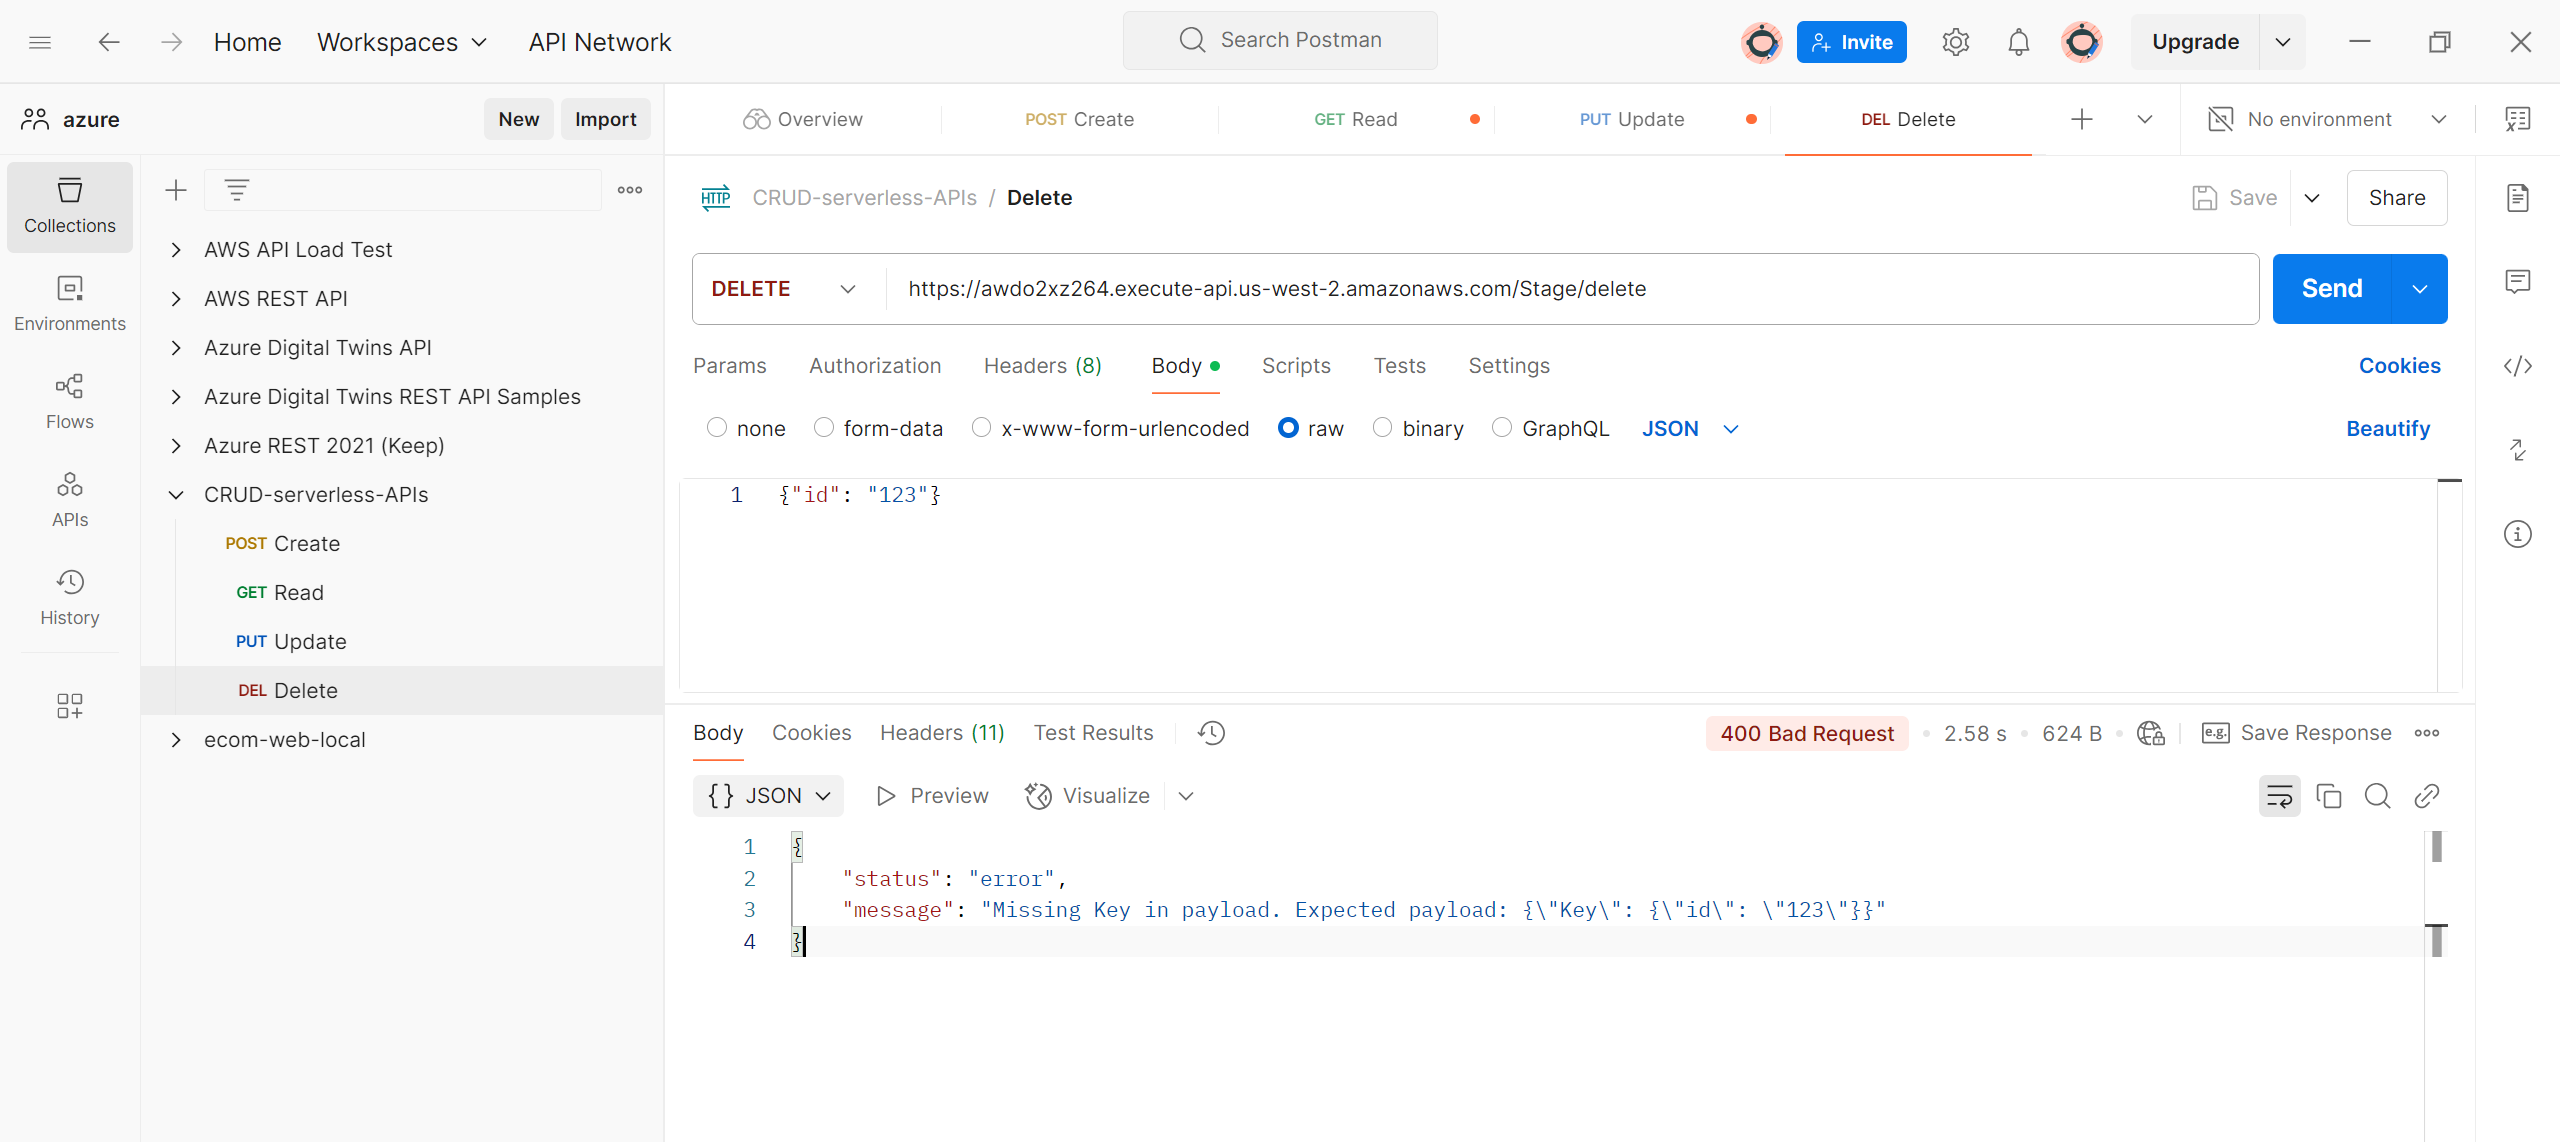 Home Workspaces API Network Search Postman Invite Upgrade
azure New Import
Overview POST Create GET Read PUT Update DEL Delete No environment
Collections
Environments
Flows
APIs
History
AWS API Load Test
AWS REST API
Azure Digital Twins API
Azure Digital Twins REST API Samples
Azure REST 2021 (Keep)
CRUD-serverless-APIs
POST Create
GET Read
PUT Update
DEL Delete
ecom-web-local
HTTP CRUD-serverless-APIs / Delete Save Share
DELETE https://awdo2xz264.execute-api.us-west-2.amazonaws.com/Stage/delete Send
Params Authorization Headers (8) Body Scripts Tests Settings Cookies
none form-data x-www-form-urlencoded raw binary GraphQL JSON Beautify
1 {"id": "123"}
Body Cookies Headers (11) Test Results 400 Bad Request 2.58 s 624 B e.g. Save Response
{} JSON Preview Visualize
1 {
2 "status": "error",
3 "message": "Missing Key in payload. Expected payload: {\"Key\": {\"id\": \"123\"}}"
4 }